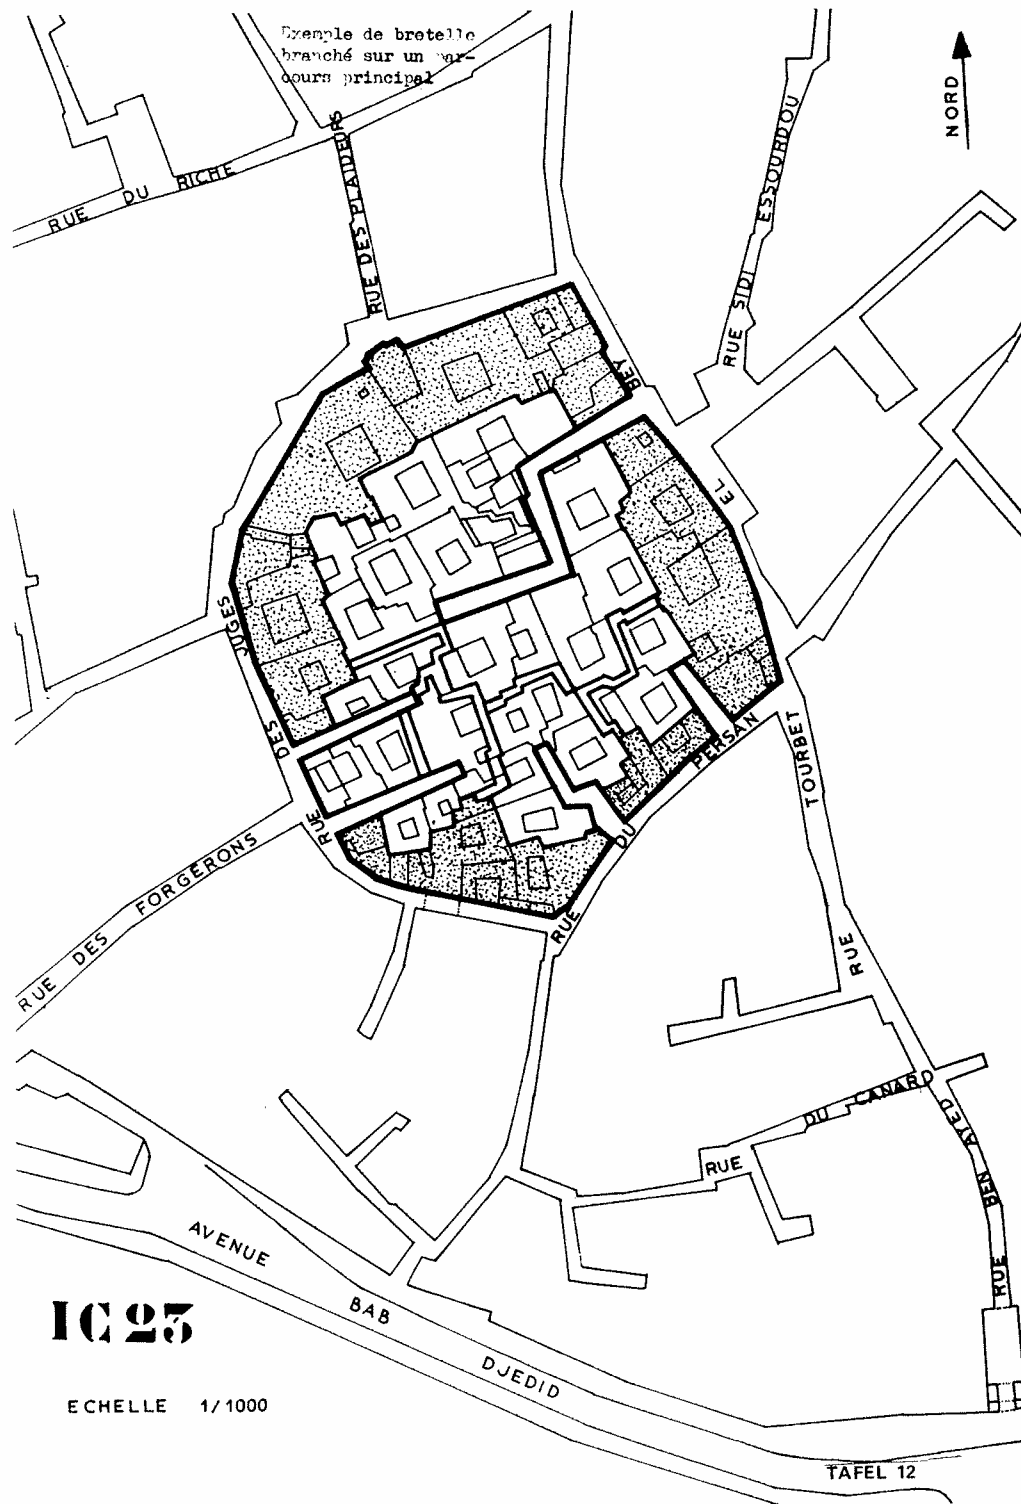 Exemple de bretelle
branché sur un par-
cours principal
NORD
RUE DU RICHE
RUE DES PLAIDEURS
RUE SIDI ESSOURDOU
BEY
EL
TOURBET
RUE
RUE DES JUGES
RUE DU PERSAN
RUE DES FORGERONS
RUE DU CANARD
RUE BEN AYED
AVENUE BAB DJEDID
IC 23
ECHELLE 1/1000
TAFEL 12